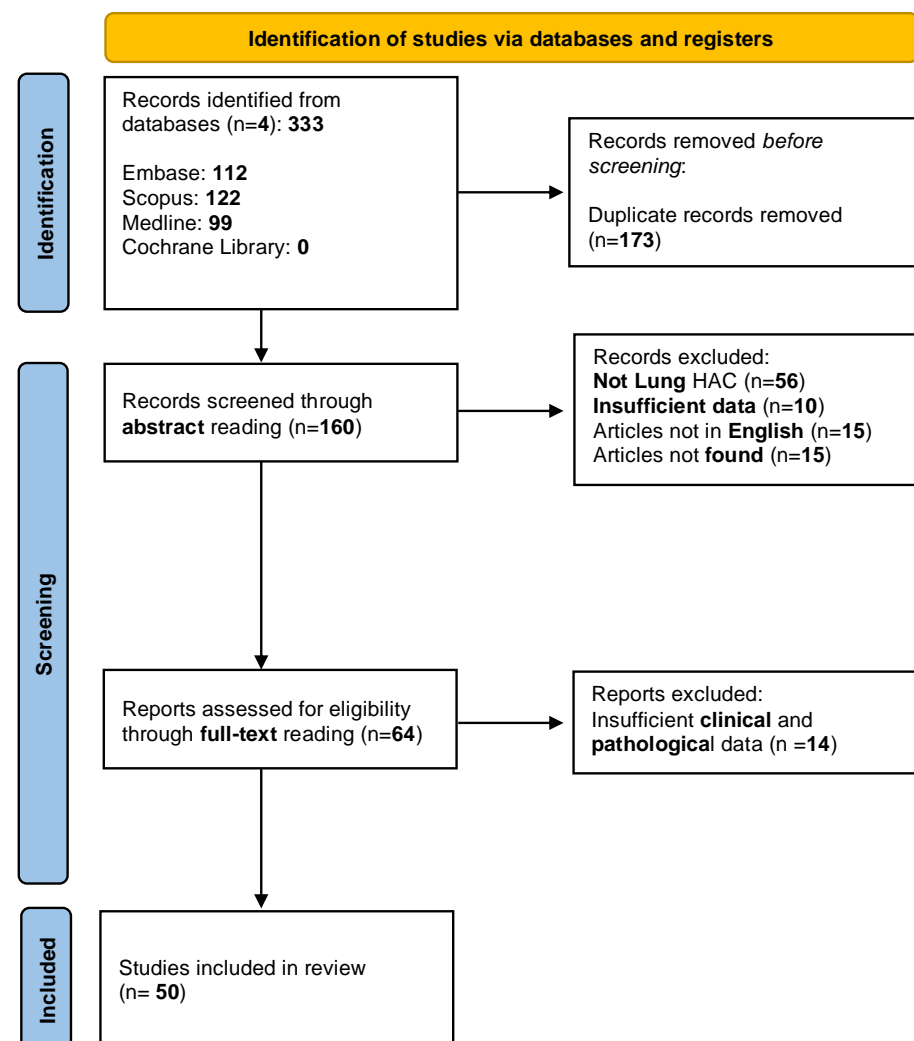 Identification of studies via databases and registers
Identification
Records identified from
databases (n=4): 333
Embase: 112
Scopus: 122
Medline: 99
Cochrane Library: 0
Records removed before
screening:
Duplicate records removed
(n=173)
Screening
Records screened through
abstract reading (n=160)
Records excluded:
Not Lung HAC (n=56)
Insufficient data (n=10)
Articles not in English (n=15)
Articles not found (n=15)
Reports assessed for eligibility
through full-text reading (n=64)
Reports excluded:
Insufficient clinical and
pathological data (n =14)
Included
Studies included in review
(n= 50)